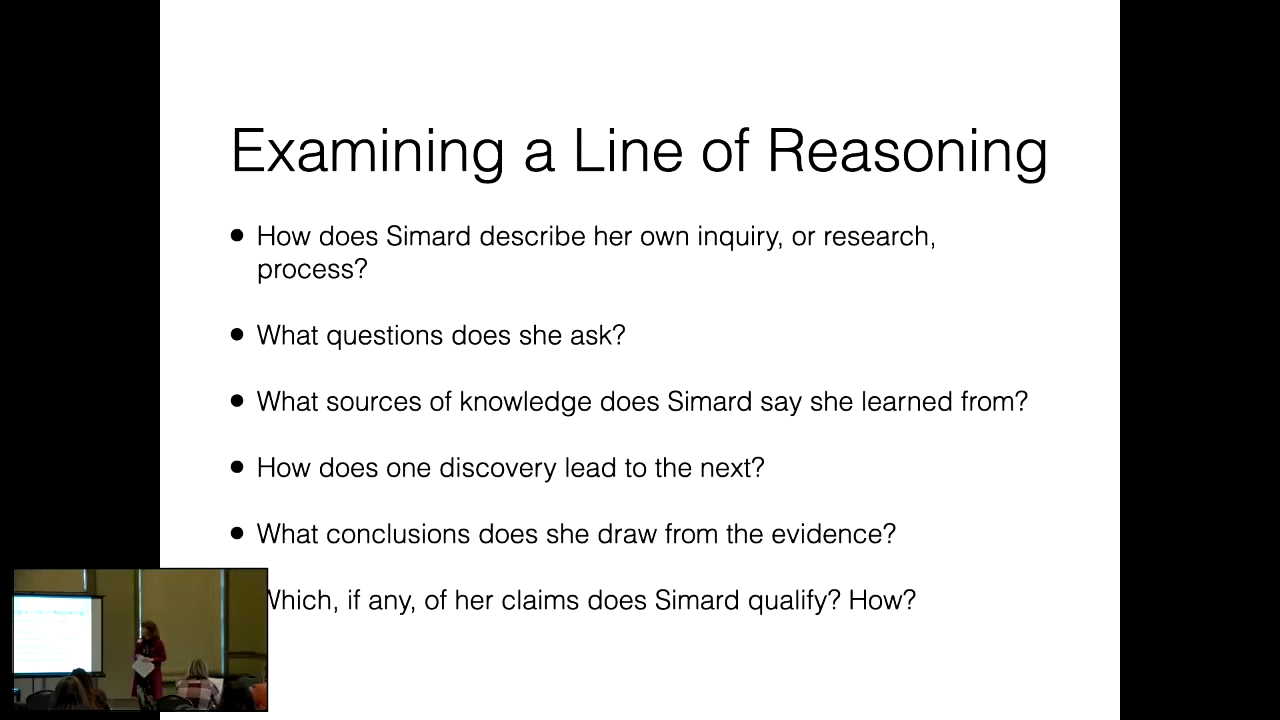 Examining a Line of Reasoning
• How does Simard describe her own inquiry, or research,
process?
• What questions does she ask?
• What sources of knowledge does Simard say she learned from?
• How does one discovery lead to the next?
• What conclusions does she draw from the evidence?
Which, if any, of her claims does Simard qualify? How?